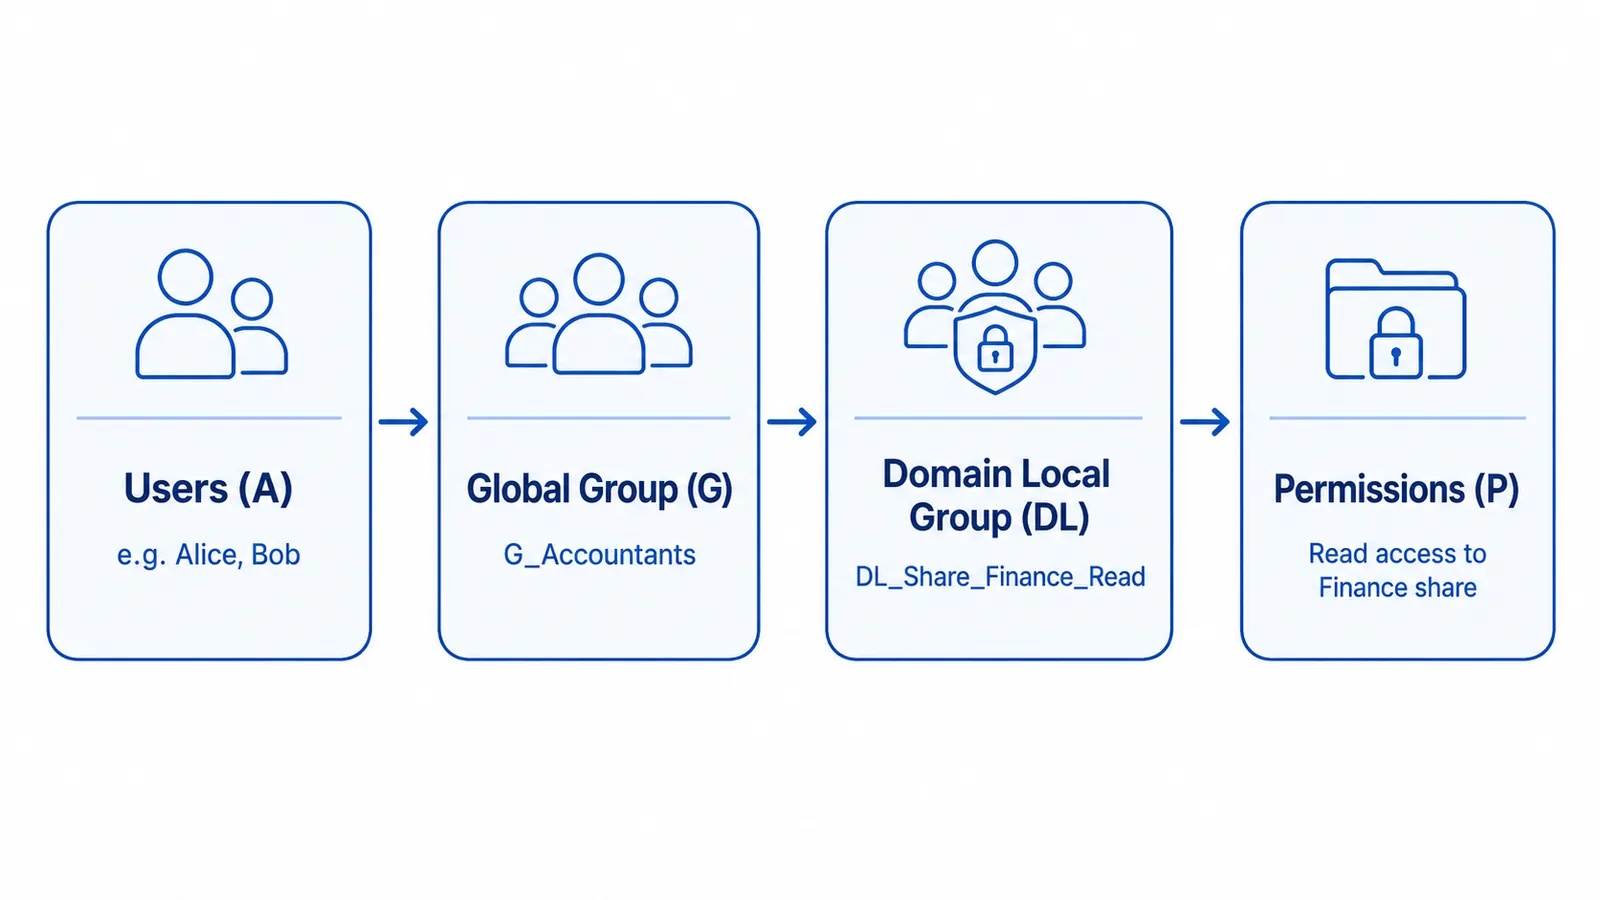 Users (A)
e.g. Alice, Bob
Global Group (G)
G_Accountants
Domain Local
Group (DL)
DL_Share_Finance_Read
Permissions (P)
Read access to
Finance share